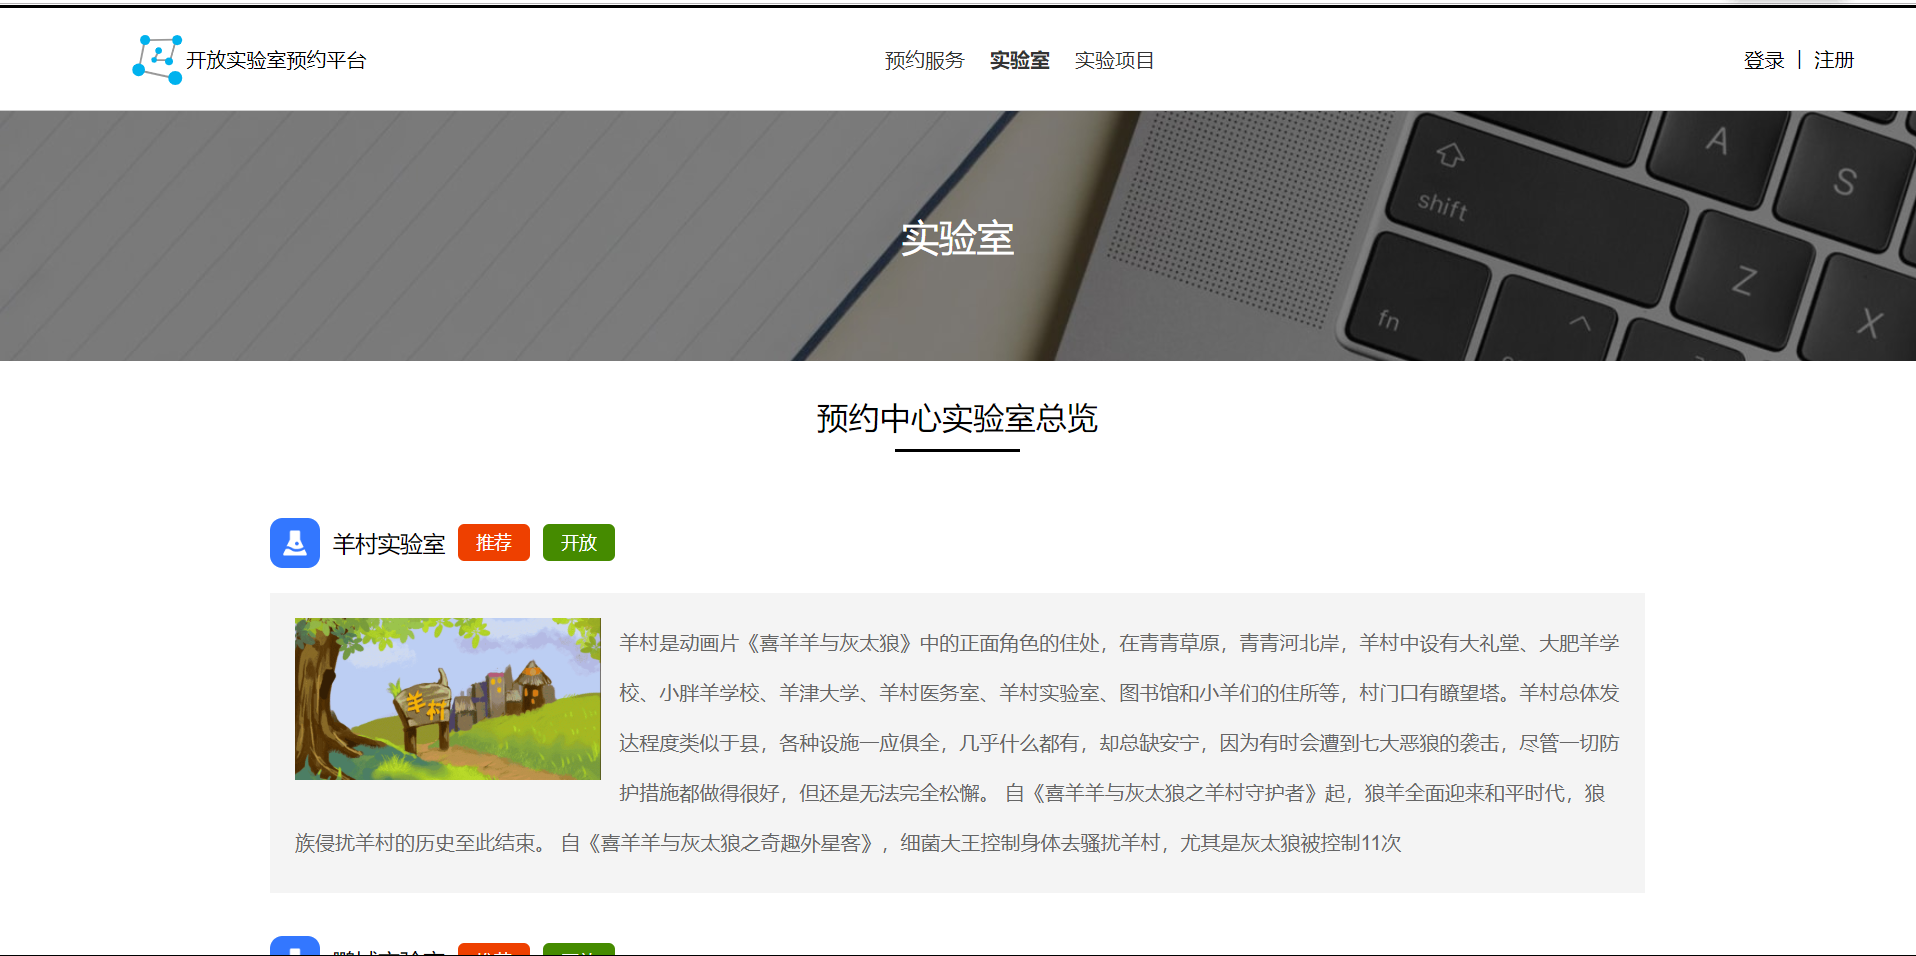 开放实验室预约平台
预约服务 实验室 实验项目
登录 | 注册
A
S
shift
Z
fn
X
实验室
预约中心实验室总览
羊村实验室 推荐 开放
羊村
羊村是动画片《喜羊羊与灰太狼》中的正面角色的住处，在青青草原，青青河北岸，羊村中设有大礼堂、大肥羊学
校、小胖羊学校、羊津大学、羊村医务室、羊村实验室、图书馆和小羊们的住所等，村门口有瞭望塔。羊村总体发
达程度类似于县，各种设施一应俱全，几乎什么都有，却总缺安宁，因为有时会遭到七大恶狼的袭击，尽管一切防
护措施都做得很好，但还是无法完全松懈。 自《喜羊羊与灰太狼之羊村守护者》起，狼羊全面迎来和平时代，狼
族侵扰羊村的历史至此结束。 自《喜羊羊与灰太狼之奇趣外星客》，细菌大王控制身体去骚扰羊村，尤其是灰太狼被控制11次